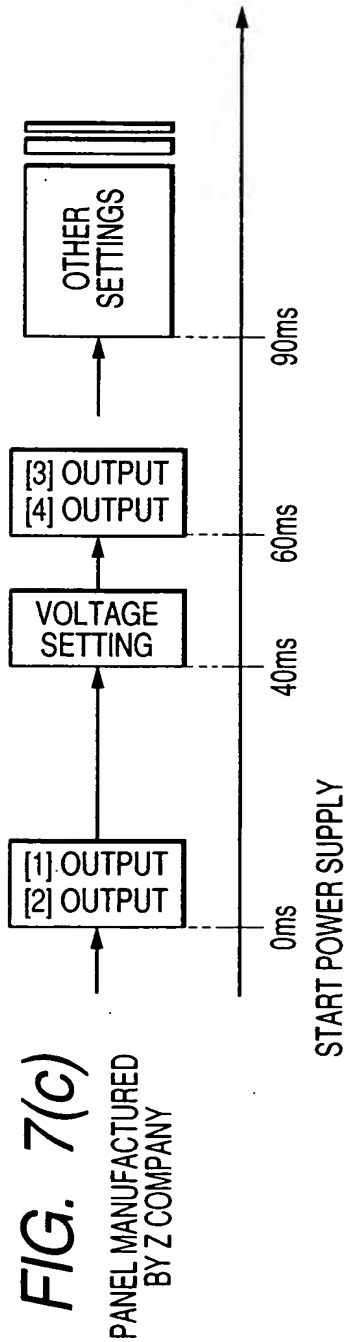 FIG. 7(c)
PANEL MANUFACTURED
BY Z COMPANY
[1] OUTPUT
[2] OUTPUT
VOLTAGE
SETTING
[3] OUTPUT
[4] OUTPUT
OTHER
SETTINGS
0ms
40ms
60ms
90ms
START POWER SUPPLY